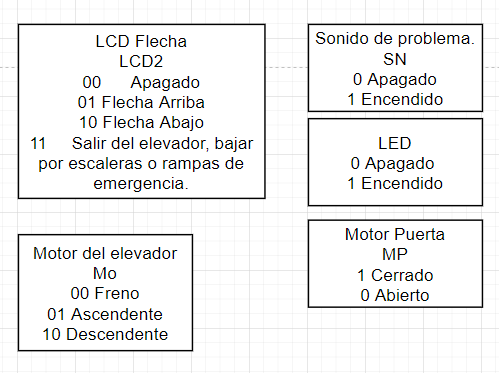 LCD Flecha
LCD2
00 Apagado
01 Flecha Arriba
10 Flecha Abajo
11 Salir del elevador, bajar
por escaleras o rampas de
emergencia.
Sonido de problema.
SN
0 Apagado
1 Encendido
LED
0 Apagado
1 Encendido
Motor del elevador
Mo
00 Freno
01 Ascendente
10 Descendente
Motor Puerta
MP
1 Cerrado
0 Abierto